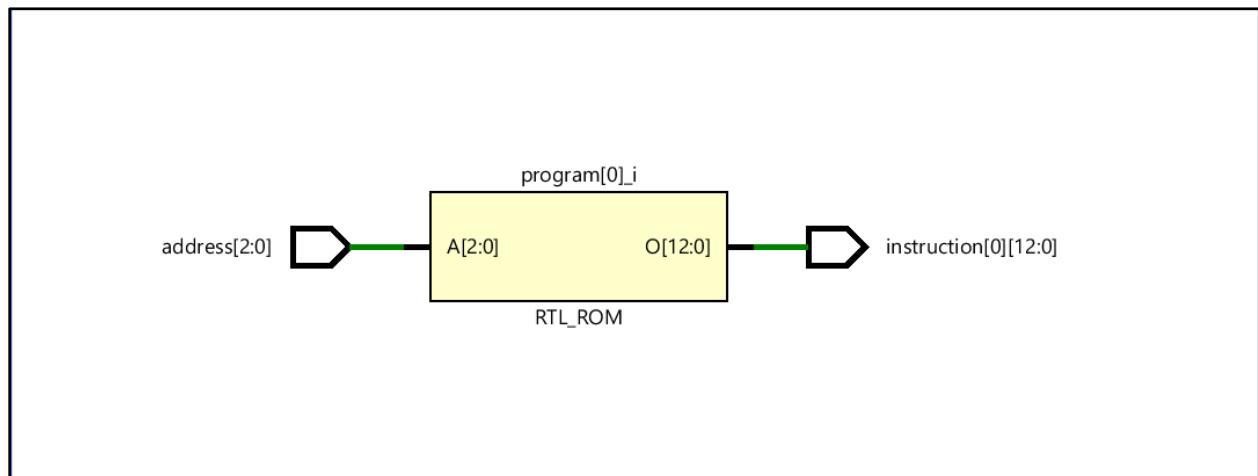 program[0]_i
address[2:0]
A[2:0]
O[12:0]
instruction[0][12:0]
RTL_ROM